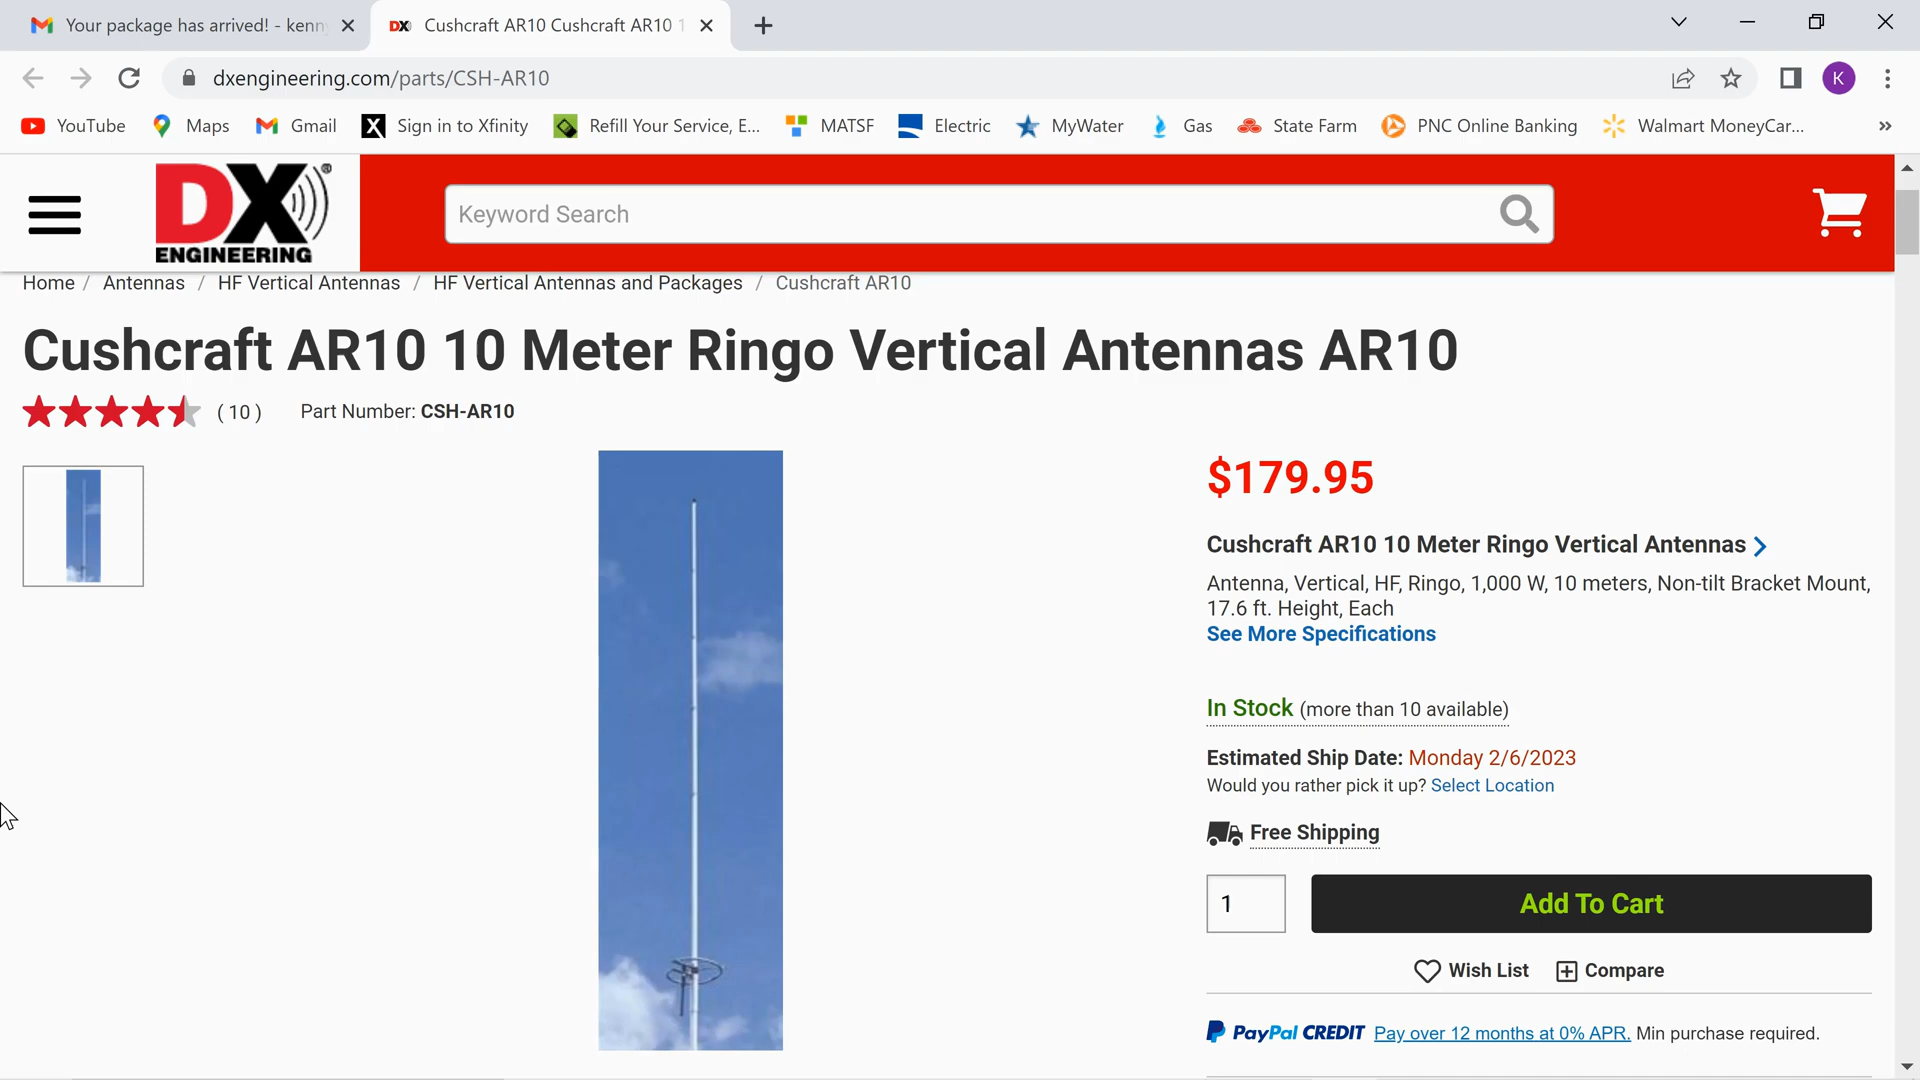 Your package has arrived! - kenn
DX Cushcraft AR10 Cushcraft AR10 1
dxengineering.com/parts/CSH-AR10
K
YouTube Maps Gmail X Sign in to Xfinity Refill Your Service, E... MATSF Electric MyWater Gas State Farm PNC Online Banking Walmart MoneyCar... »
DX®
ENGINEERING
Keyword Search
Home / Antennas / HF Vertical Antennas / HF Vertical Antennas and Packages / Cushcraft AR10
Cushcraft AR10 10 Meter Ringo Vertical Antennas AR10
( 10 ) Part Number: CSH-AR10
$179.95
Cushcraft AR10 10 Meter Ringo Vertical Antennas
Antenna, Vertical, HF, Ringo, 1,000 W, 10 meters, Non-tilt Bracket Mount,
17.6 ft. Height, Each
See More Specifications
In Stock (more than 10 available)
Estimated Ship Date: Monday 2/6/2023
Would you rather pick it up? Select Location
Free Shipping
1 Add To Cart
Wish List Compare
PayPal CREDIT Pay over 12 months at 0% APR. Min purchase required.